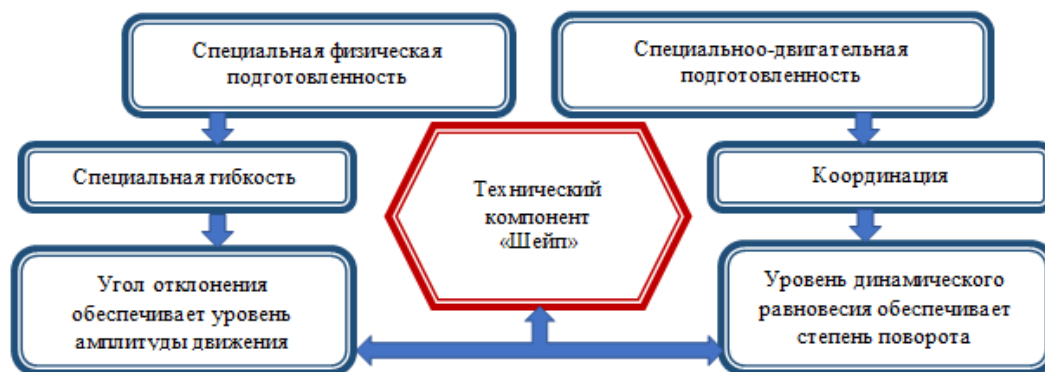 Специальная физическая
подготовленность
Специальноо-двигательная
подготовленность
Специальная гибкость
Технический
компонент
«Шейп»
Координация
Угол отклонения
обеспечивает уровень
амплитуды движения
Уровень динамического
равновесия обеспечивает
степень поворота